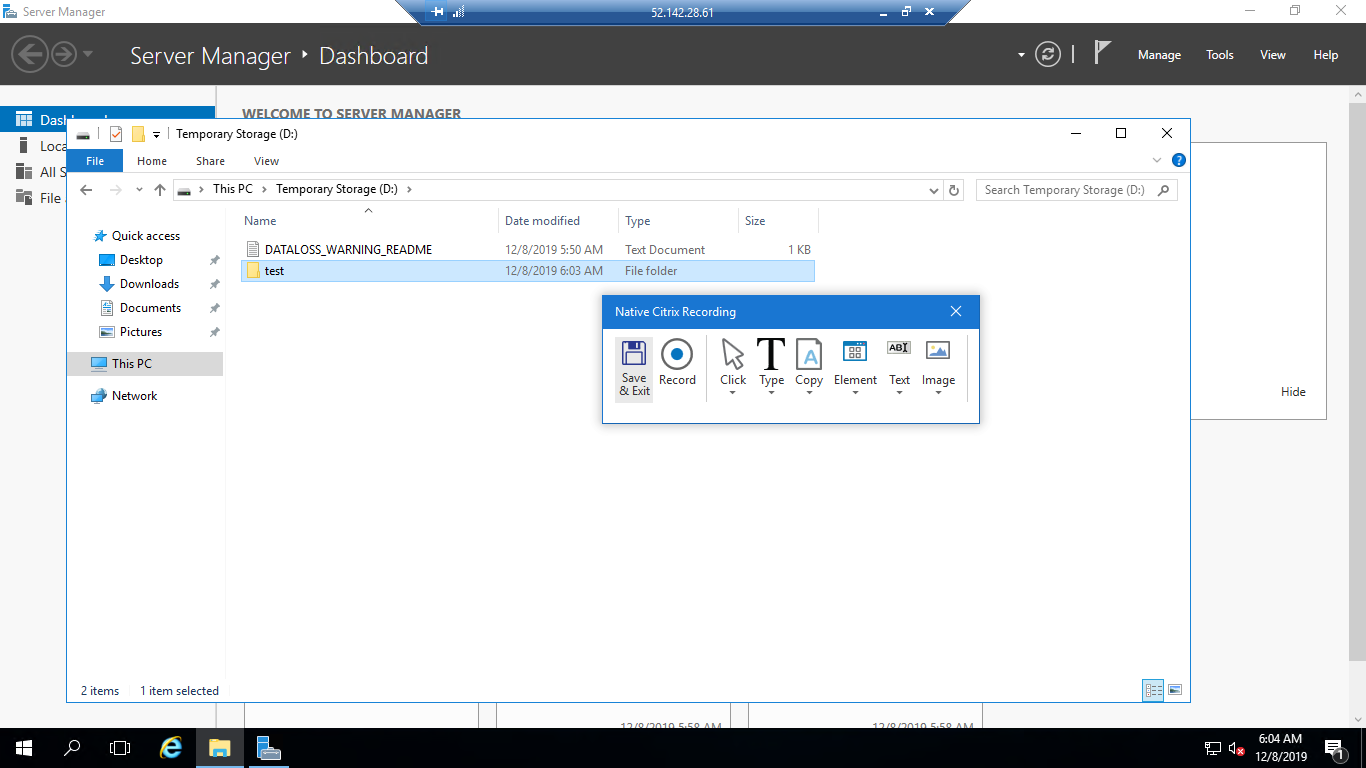 Server Manager
52.142.28.61
Server Manager ‣ Dashboard
Manage Tools View Help
WELCOME TO SERVER MANAGER
Loca
All S
File
Temporary Storage (D:)
File Home Share View
This PC > Temporary Storage (D:) >
Search Temporary Storage (D:)
Name Date modified Type Size
Quick access
Desktop
Downloads
Documents
Pictures
This PC
Network
DATALOSS_WARNING_README 12/8/2019 5:50 AM Text Document 1 KB
test 12/8/2019 6:03 AM File folder
Native Citrix Recording
Save
& Exit
Record
Click
Type
Copy
Element
Text
Image
Hide
2 items 1 item selected
12/8/2019 5:58 AM
12/8/2019 5:58 AM
6:04 AM
12/8/2019
1